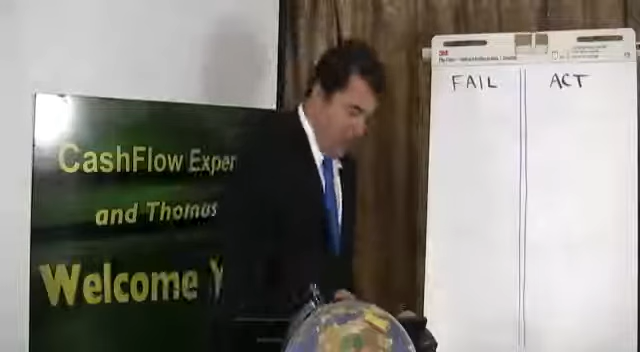 CashFlow Exper
and Thomas
Welcome Y
3M
FAIL ACT